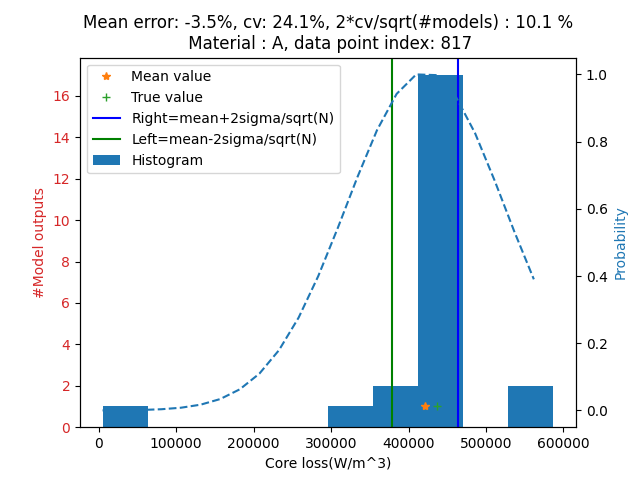 Mean error: -3.5%, cv: 24.1%, 2*cv/sqrt(#models) : 10.1 %
Material : A, data point index: 817
Mean value
True value
Right=mean+2sigma/sqrt(N)
Left=mean-2sigma/sqrt(N)
Histogram
#Model outputs
16
14
12
10
8
6
4
2
0
1.0
0.8
0.6
0.4
0.2
0.0
Probability
0
100000
200000
300000
400000
500000
600000
Core loss(W/m^3)